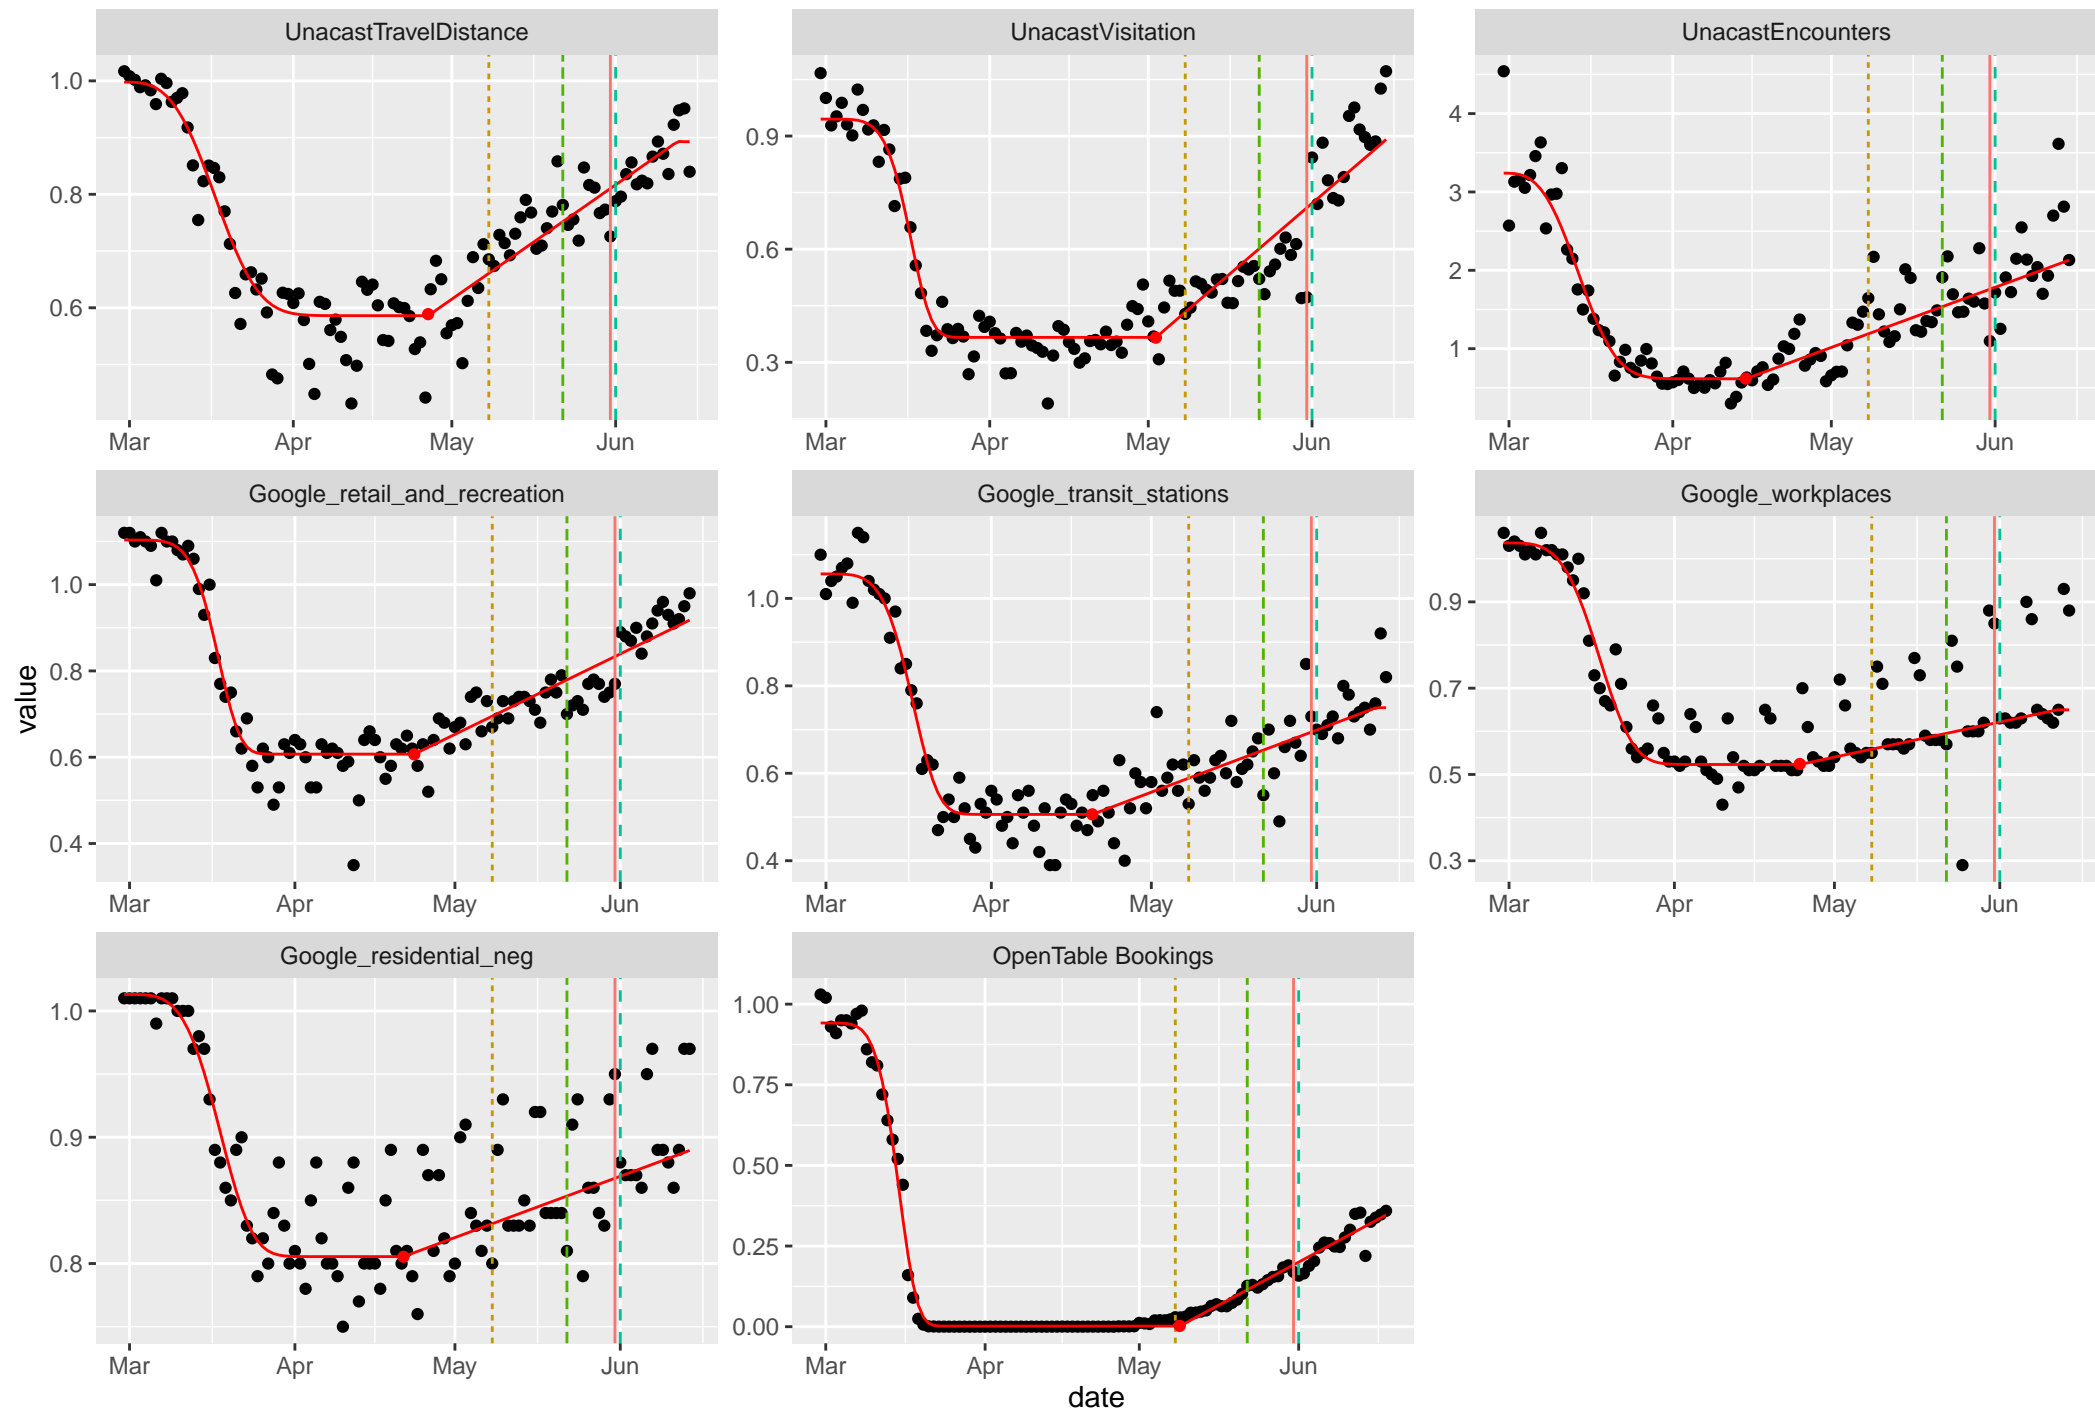 UnacastTravelDistance
UnacastVisitation
UnacastEncounters
1.0
0.8
0.6
Mar Apr May Jun
0.9
0.6
0.3
Mar Apr May Jun
4
3
2
1
Mar Apr May Jun
Google_retail_and_recreation
Google_transit_stations
Google_workplaces
1.0
0.8
0.6
0.4
Mar Apr May Jun
1.0
0.8
0.6
0.4
Mar Apr May Jun
0.9
0.7
0.5
0.3
Mar Apr May Jun
Google_residential_neg
OpenTable Bookings
1.0
0.9
0.8
Mar Apr May Jun
1.00
0.75
0.50
0.25
0.00
Mar Apr May Jun
value
date